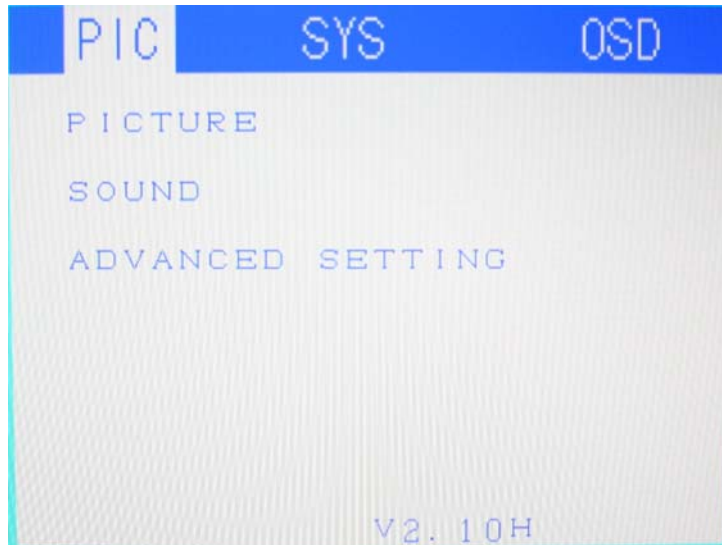 PIC SYS OSD
PICTURE
SOUND
ADVANCED SETTING
V2.10H